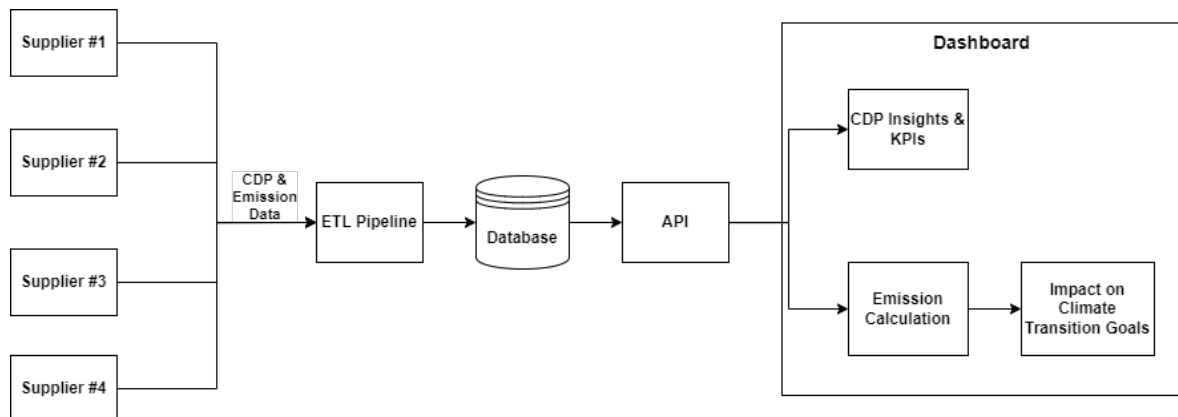 Supplier #1
Supplier #2
Supplier #3
Supplier #4
CDP &
Emission
Data
ETL Pipeline
Database
API
Dashboard
CDP Insights &
KPIs
Emission
Calculation
Impact on
Climate
Transition Goals